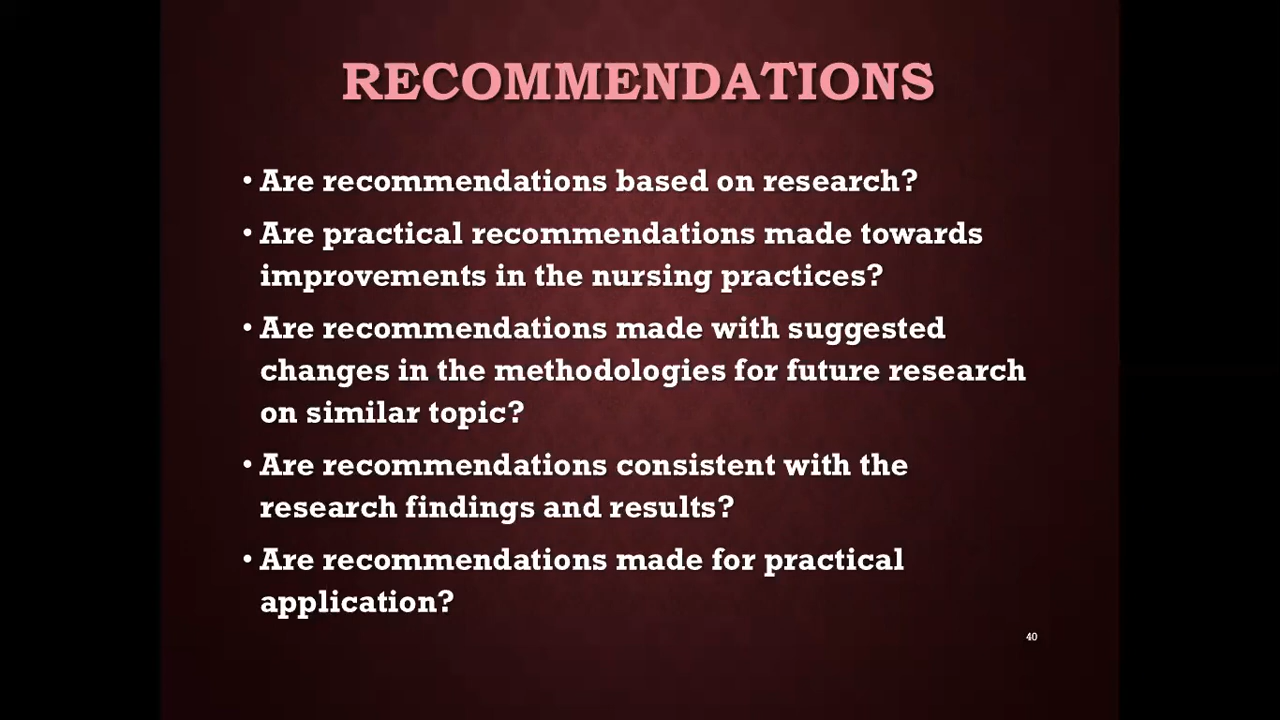 RECOMMENDATIONS
• Are recommendations based on research?
• Are practical recommendations made towards
improvements in the nursing practices?
• Are recommendations made with suggested
changes in the methodologies for future research
on similar topic?
• Are recommendations consistent with the
research findings and results?
• Are recommendations made for practical
application?
40